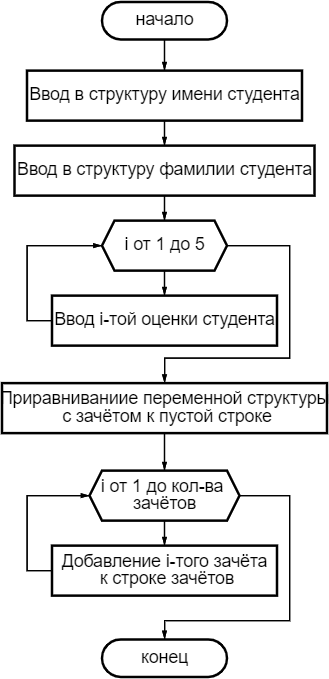 начало
Ввод в структуру имени студента
Ввод в структуру фамилии студента
i от 1 до 5
Ввод i-той оценки студента
Приравниваниие переменной структуры
с зачётом к пустой строке
i от 1 до кол-ва
зачётов
Добавление i-того зачёта
к строке зачётов
конец